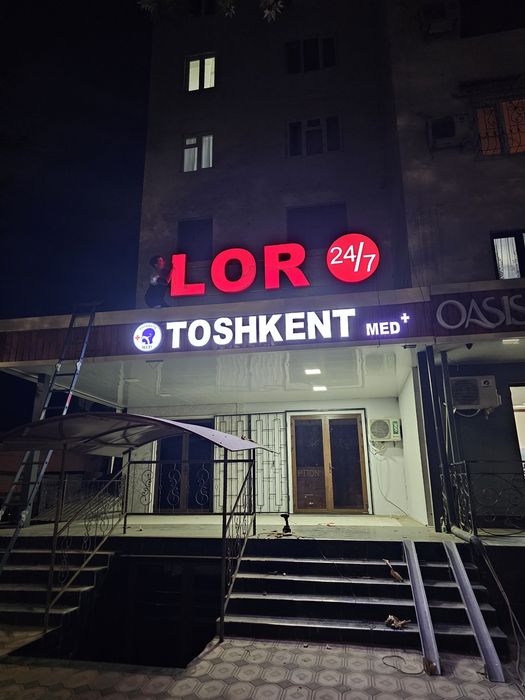 LOR 24/7
TOSHKENT MED+
OASIS